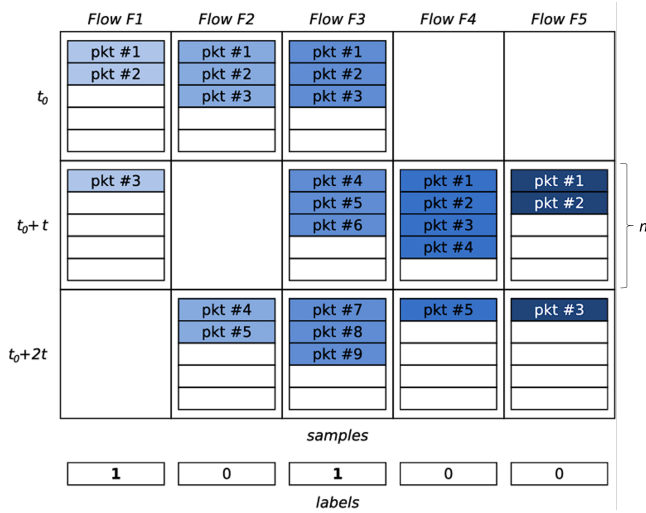 Flow F1 Flow F2 Flow F3 Flow F4 Flow F5
pkt #1 pkt #1 pkt #1
pkt #2 pkt #2 pkt #2
t0 pkt #3 pkt #3
pkt #3 pkt #4 pkt #1 pkt #1
pkt #5 pkt #2 pkt #2
t0+t pkt #6 pkt #3
pkt #4
pkt #4 pkt #7 pkt #5 pkt #3
pkt #5 pkt #8
t0+2t pkt #9
samples
1 0 1 0 0
labels